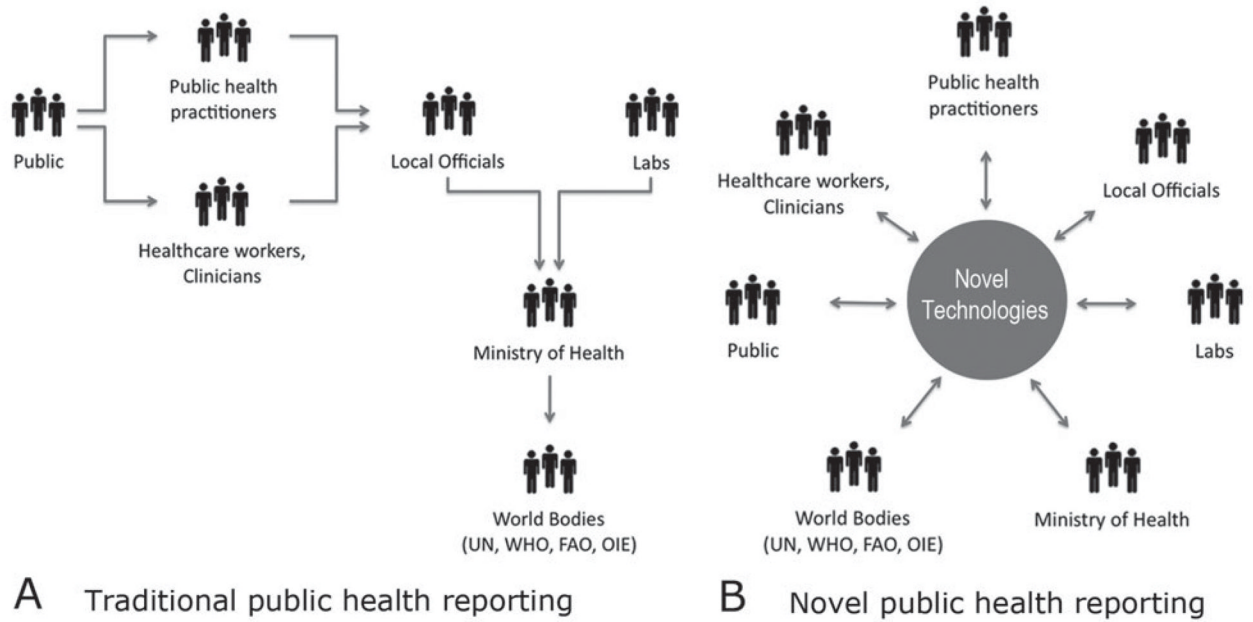 Public health
practitioners
Public
Local Officials
Labs
Healthcare workers,
Clinicians
Ministry of Health
World Bodies
(UN, WHO, FAO, OIE)
A Traditional public health reporting
Public health
practitioners
Healthcare workers,
Clinicians
Local Officials
Novel
Technologies
Public
Labs
World Bodies
(UN, WHO, FAO, OIE)
Ministry of Health
B Novel public health reporting